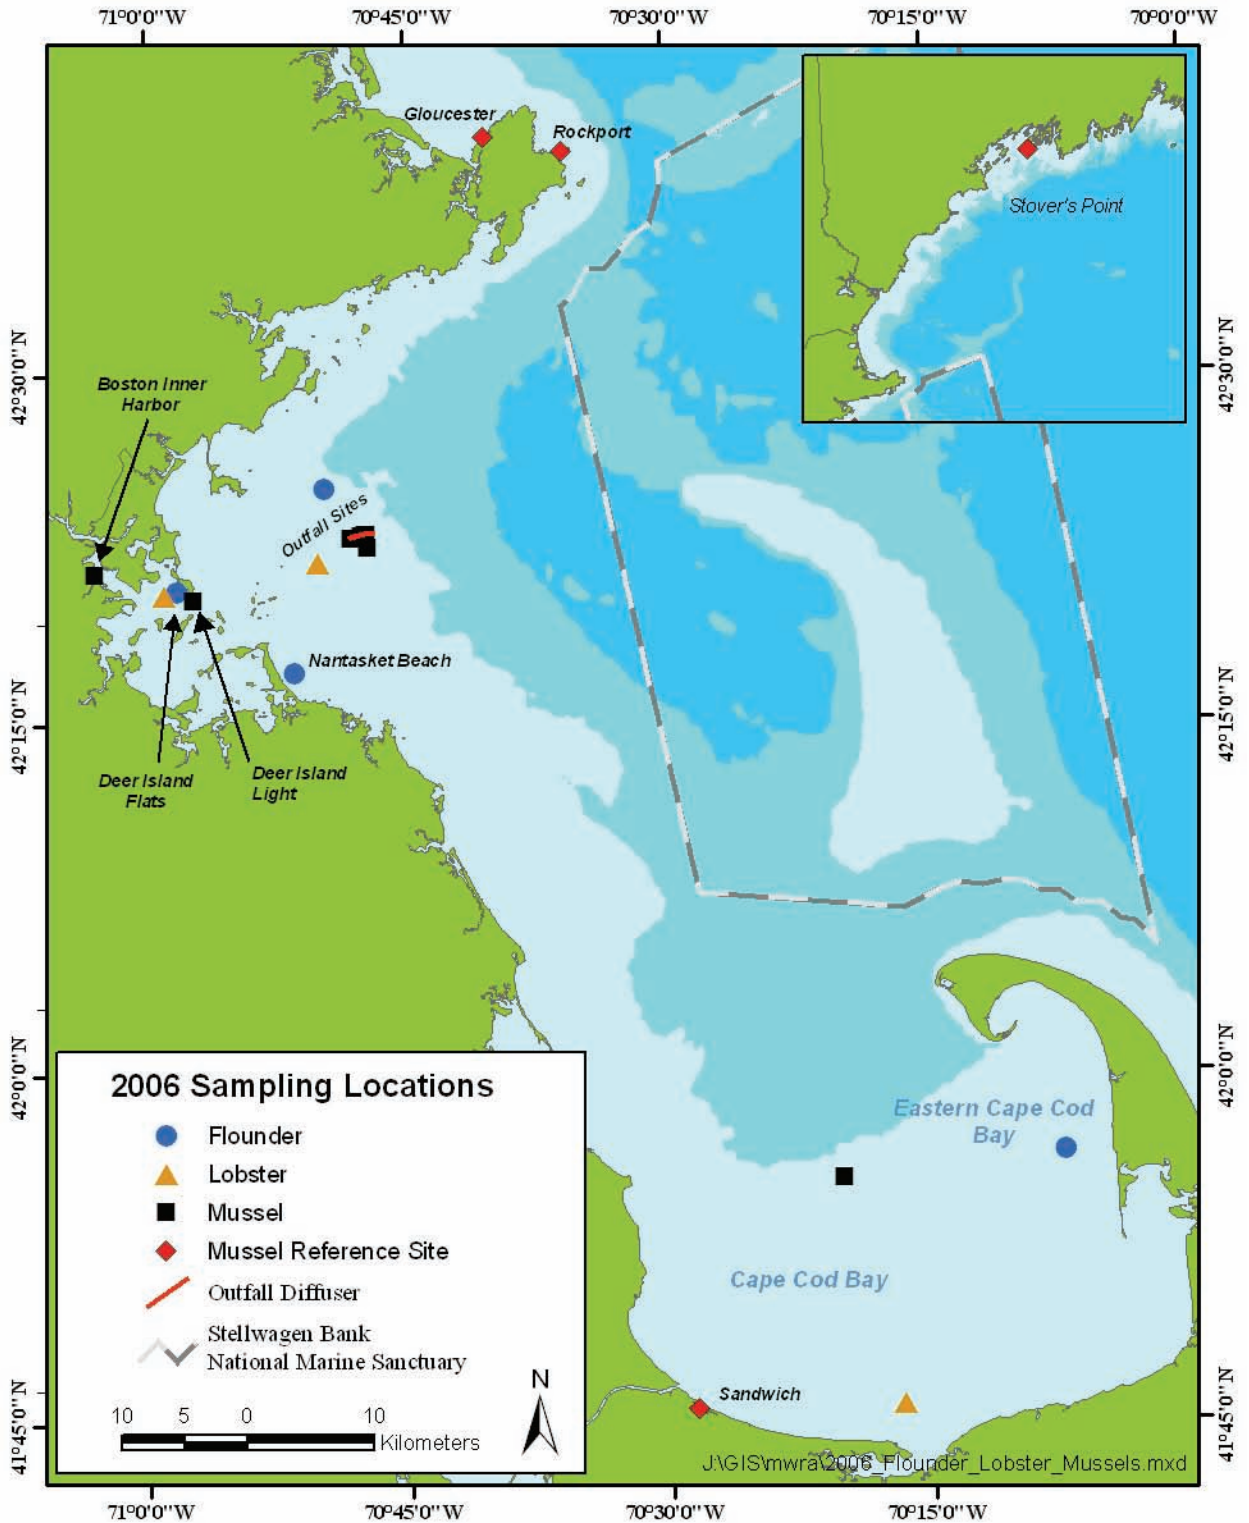 71°0'0"W
70°45'0"W
70°30'0"W
70°15'0"W
70°0'0"W
Gloucester
Rockport
Stover's Point
42°30'0"N
42°30'0"N
Boston Inner
Harbor
Outfall Sites
Nantasket Beach
42°15'0"N
42°15'0"N
Deer Island
Flats
Deer Island
Light
42°0'0"N
42°0'0"N
2006 Sampling Locations
Flounder
Lobster
Mussel
Mussel Reference Site
Outfall Diffuser
Stellwagen Bank
National Marine Sanctuary
10 5 0 10
Kilometers
N
Eastern Cape Cod
Bay
Cape Cod Bay
Sandwich
41°45'0"N
41°45'0"N
J:\GIS\mwra\2006_Flounder_Lobster_Mussels.mxd
71°0'0"W
70°45'0"W
70°30'0"W
70°15'0"W